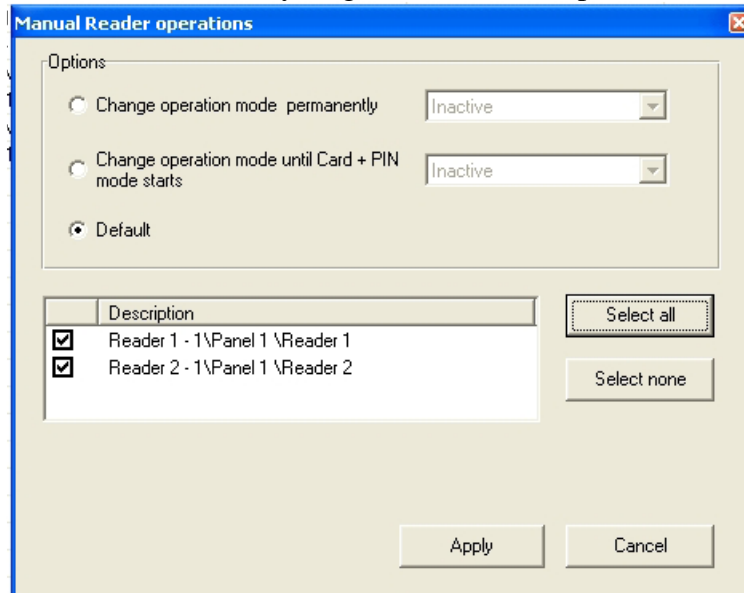 Manual Reader operations
Options
Change operation mode  permanently
Inactive
Change operation mode until Card + PIN
mode starts
Inactive
Default
Description
Select all
Reader 1 - 1\Panel 1 \Reader 1
Reader 2 - 1\Panel 1 \Reader 2
Select none
Apply
Cancel